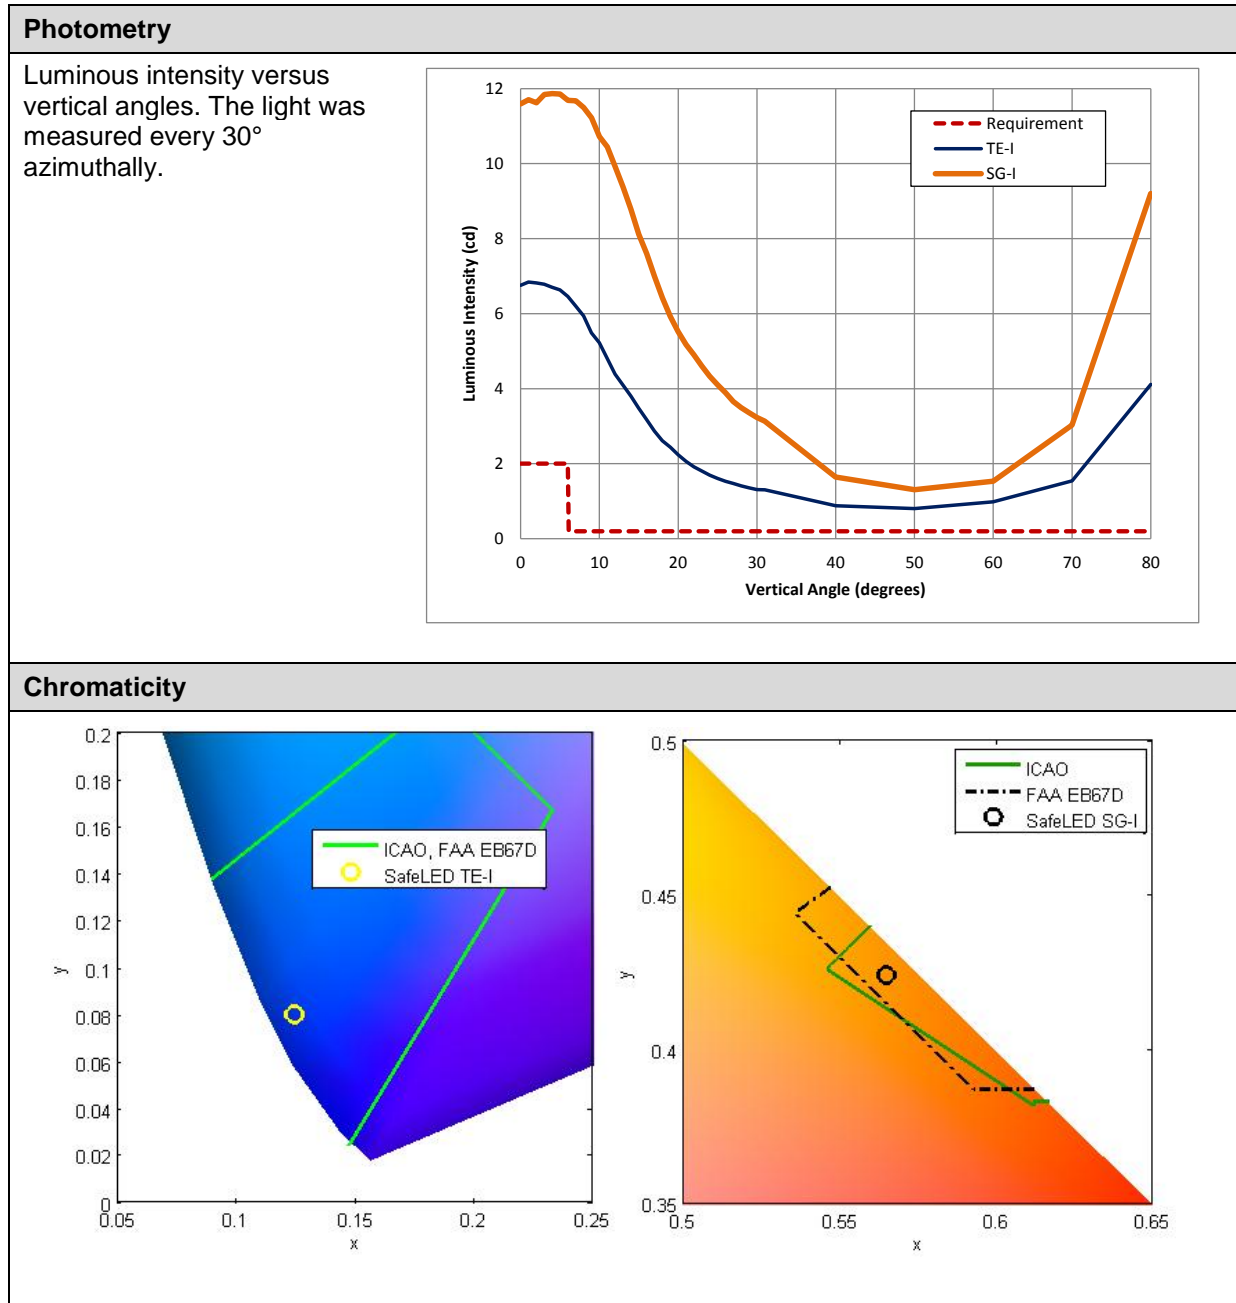 Photometry
Luminous intensity versus
vertical angles. The light was
measured every 30°
azimuthally.
12
10
8
6
4
2
0
Luminous Intensity (cd)
Requirement
TE-I
SG-I
0 10 20 30 40 50 60 70 80
Vertical Angle (degrees)
Chromaticity
0.2
0.18
0.16
0.14
0.12
0.1
0.08
0.06
0.04
0.02
0
y
ICAO, FAA EB67D
SafeLED TE-I
0.05 0.1 0.15 0.2 0.25
x
0.5
0.45
0.4
0.35
y
ICAO
FAA EB67D
SafeLED SG-I
0.5 0.55 0.6 0.65
x